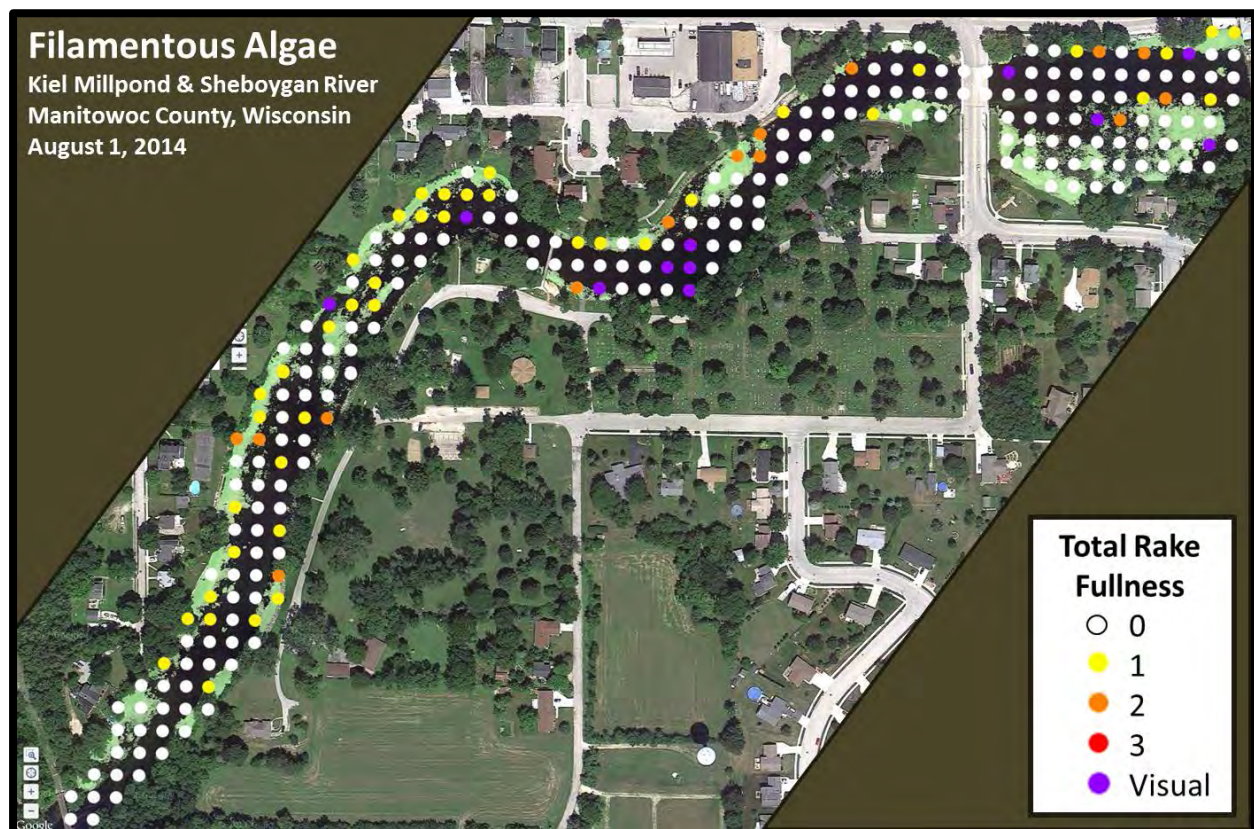 Filamentous Algae
Kiel Millpond & Sheboygan River
Manitowoc County, Wisconsin
August 1, 2014
Total Rake
Fullness
0
1
2
3
Visual
Google